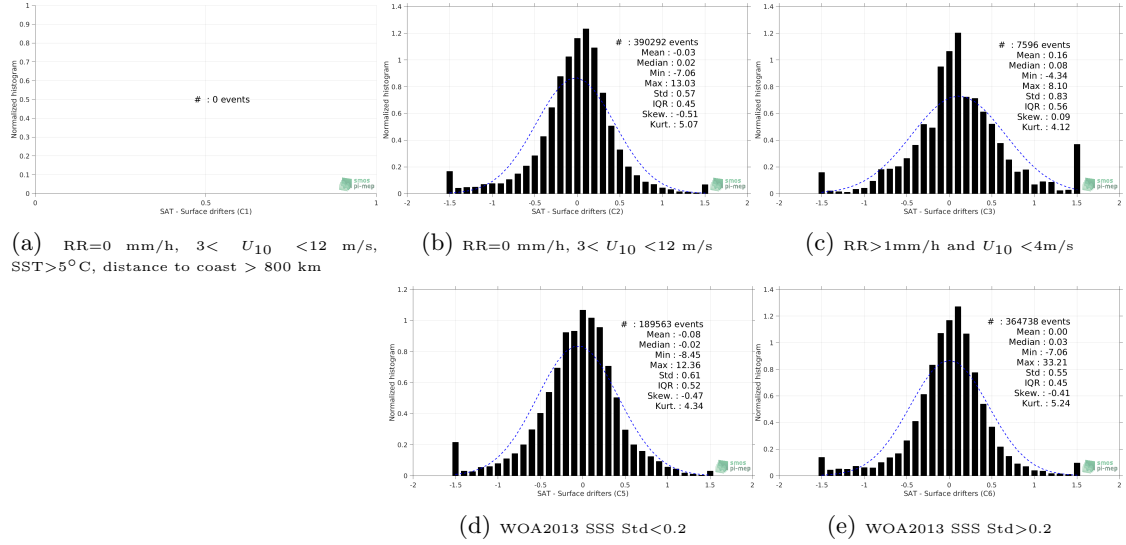 1
0.9
0.8
0.7
0.6
0.5
0.4
0.3
0.2
0.1
0
Normalized histogram
# : 0 events
0 0.5 1
SAT - Surface drifters (C1)
smos
pi-mep
(a) RR=0 mm/h, 3< U10 <12 m/s,
SST>5°C, distance to coast > 800 km
1.4
1.2
1
0.8
0.6
0.4
0.2
0
Normalized histogram
# : 390292 events
Mean : -0.03
Median : 0.02
Min : -7.06
Max : 13.03
Std : 0.57
IQR : 0.45
Skew. : -0.51
Kurt. : 5.07
-2 -1.5 -1 -0.5 0 0.5 1 1.5 2
SAT - Surface drifters (C2)
smos
pi-mep
(b) RR=0 mm/h, 3< U10 <12 m/s
1.4
1.2
1
0.8
0.6
0.4
0.2
0
Normalized histogram
# : 7596 events
Mean : 0.16
Median : 0.08
Min : -4.34
Max : 8.10
Std : 0.83
IQR : 0.56
Skew. : 0.09
Kurt. : 4.12
-2 -1.5 -1 -0.5 0 0.5 1 1.5 2
SAT - Surface drifters (C3)
smos
pi-mep
(c) RR>1mm/h and U10 <4m/s
1.2
1
0.8
0.6
0.4
0.2
0
Normalized histogram
# : 189563 events
Mean : -0.08
Median : -0.02
Min : -8.45
Max : 12.36
Std : 0.61
IQR : 0.52
Skew. : -0.47
Kurt. : 4.34
-2 -1.5 -1 -0.5 0 0.5 1 1.5 2
SAT - Surface drifters (C5)
smos
pi-mep
(d) WOA2013 SSS Std<0.2
1.4
1.2
1
0.8
0.6
0.4
0.2
0
Normalized histogram
# : 364738 events
Mean : 0.00
Median : 0.03
Min : -7.06
Max : 33.21
Std : 0.55
IQR : 0.45
Skew. : -0.41
Kurt. : 5.24
-2 -1.5 -1 -0.5 0 0.5 1 1.5 2
SAT - Surface drifters (C6)
smos
pi-mep
(e) WOA2013 SSS Std>0.2